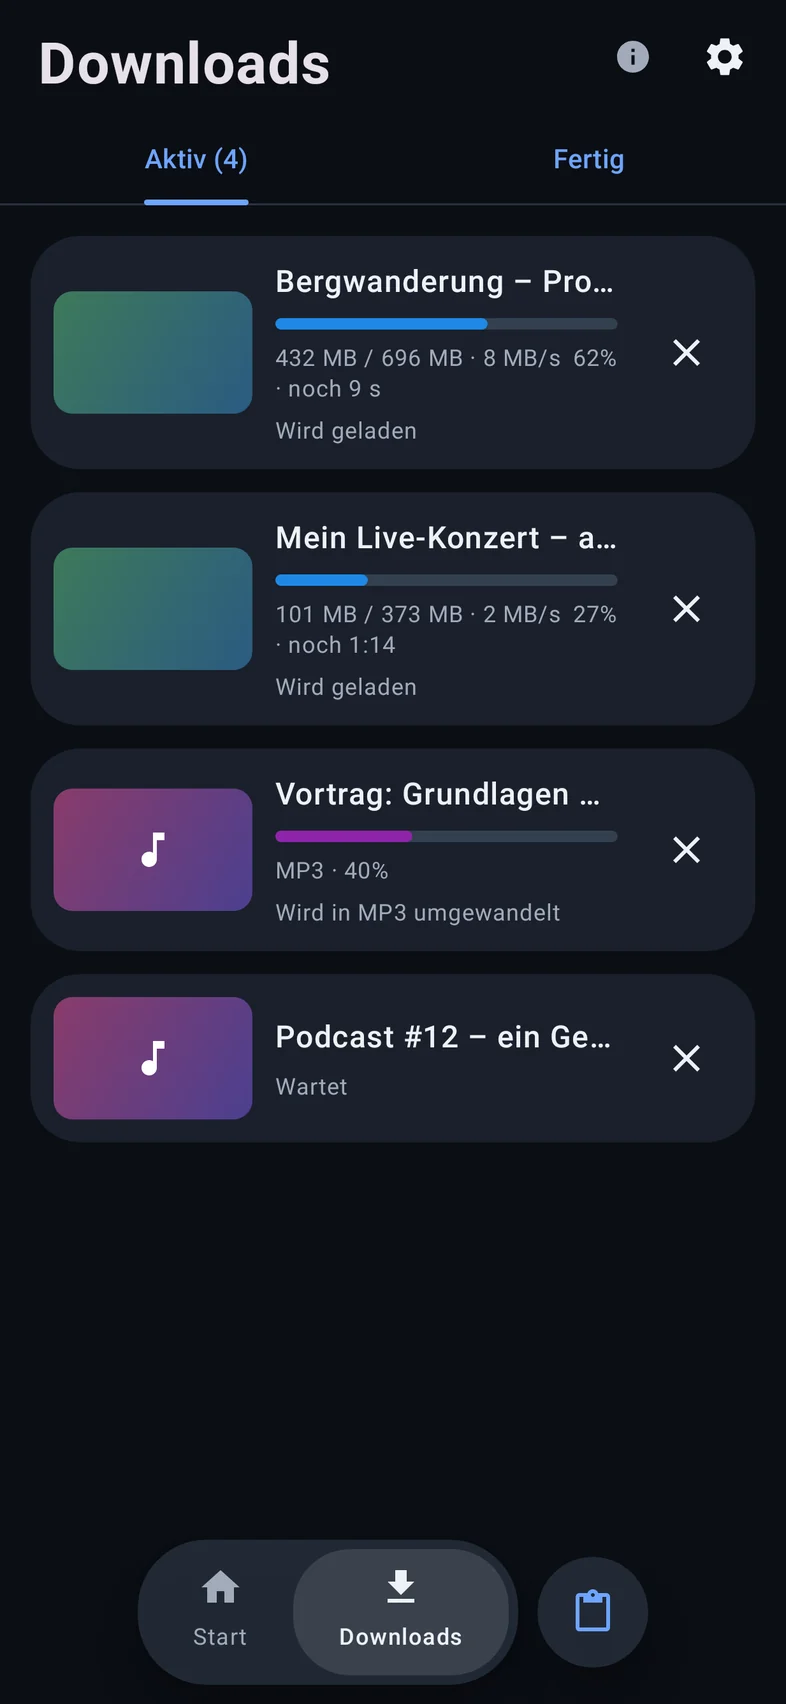 Downloads
Aktiv (4)
Fertig
Bergwanderung – Pro…
432 MB / 696 MB · 8 MB/s 62%
· noch 9 s
Wird geladen
Mein Live-Konzert – a…
101 MB / 373 MB · 2 MB/s 27%
· noch 1:14
Wird geladen
Vortrag: Grundlagen …
MP3 · 40%
Wird in MP3 umgewandelt
Podcast #12 – ein Ge…
Wartet
Start
Downloads